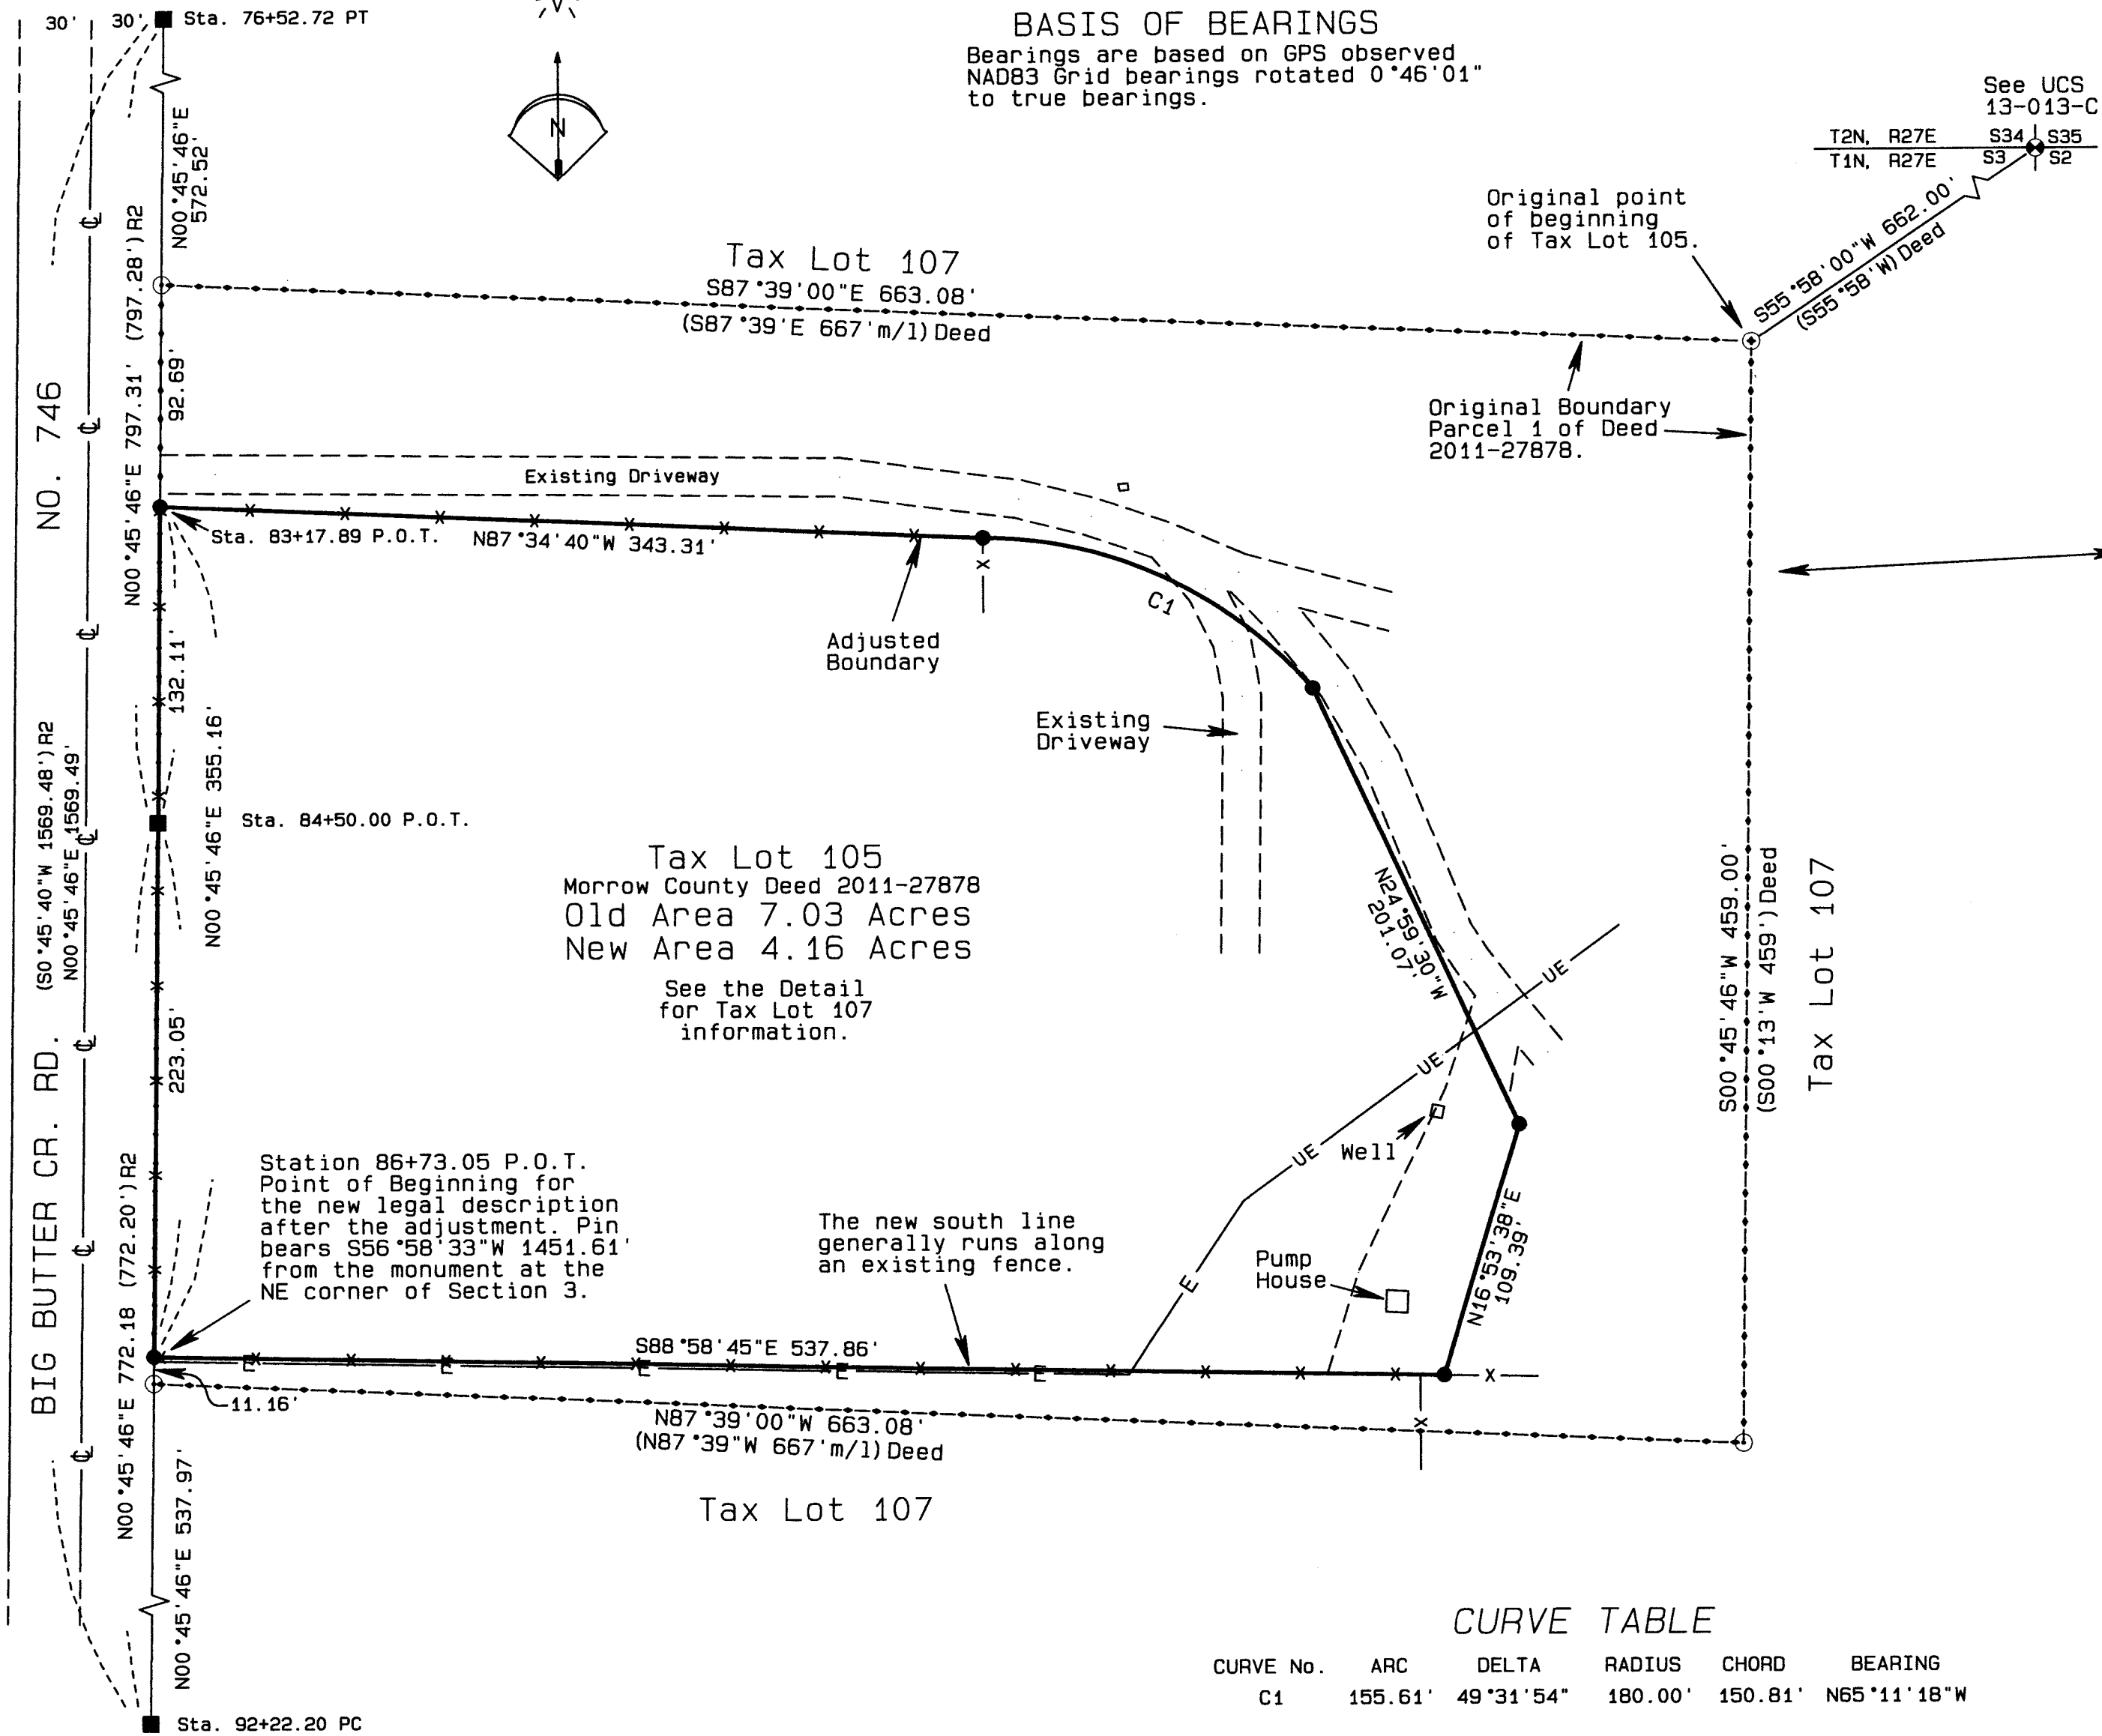 30'
30'
Sta. 76+52.72 PT
BASIS OF BEARINGS
Bearings are based on GPS observed
NAD83 Grid bearings rotated 0°46'01"
to true bearings.
N
See UCS
13-013-C
T2N, R27E S34 S35
T1N, R27E S3 S2
N00°45'46"E
572.52'
Original point
of beginning
of Tax Lot 105.
S55°58'00"W 662.00'
(S55°58'W)Deed
Tax Lot 107
S87°39'00"E 663.08'
(S87°39'E 667'm/l)Deed
N00°45'46"E 797.31' (797.28')R2
92.69'
Original Boundary
Parcel 1 of Deed
2011-27878.
Existing Driveway
Sta. 83+17.89 P.O.T.
N87°34'40"W 343.31'
C1
Adjusted
Boundary
132.11'
Existing
Driveway
N00°45'46"E 355.16'
Sta. 84+50.00 P.O.T.
(S0°45'40"W 1569.48')R2
N00°45'46"E 1569.49'
BIG BUTTER CR. RD. NO. 746
Tax Lot 105
Morrow County Deed 2011-27878
Old Area 7.03 Acres
New Area 4.16 Acres
See the Detail
for Tax Lot 107
information.
N24°59'30"W
201.07'
S00°45'46"W 459.00'
(S00°13'W 459')Deed
Tax Lot 107
223.05'
UE
UE
UE
Well
Station 86+73.05 P.O.T.
Point of Beginning for
the new legal description
after the adjustment. Pin
bears S56°58'33"W 1451.61'
from the monument at the
NE corner of Section 3.
The new south line
generally runs along
an existing fence.
Pump
House
E
N16°53'38"E
109.39'
S88°58'45"E 537.86'
E E E E E
11.16'
N87°39'00"W 663.08'
(N87°39"W 667'm/l)Deed
N00°45'46"E 772.18 (772.20')R2
N00°45'46"E 537.97'
Tax Lot 107
Sta. 92+22.20 PC
CURVE TABLE
CURVE No. ARC DELTA RADIUS CHORD BEARING
C1 155.61' 49°31'54" 180.00' 150.81' N65°11'18"W